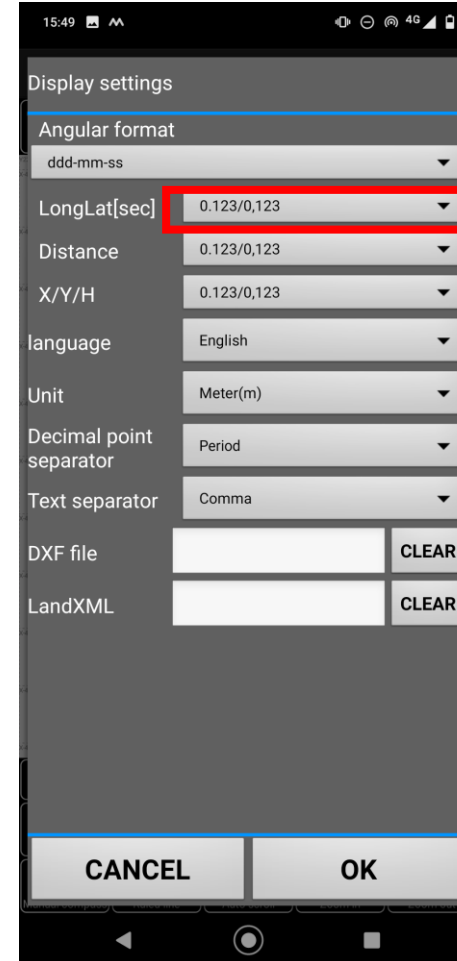 15:49
4G
Display settings
Angular format
ddd-mm-ss
LongLat[sec] 0.123/0,123
Distance 0.123/0,123
X/Y/H 0.123/0,123
language English
Unit Meter(m)
Decimal point
separator Period
Text separator Comma
DXF file CLEAR
LandXML CLEAR
CANCEL OK